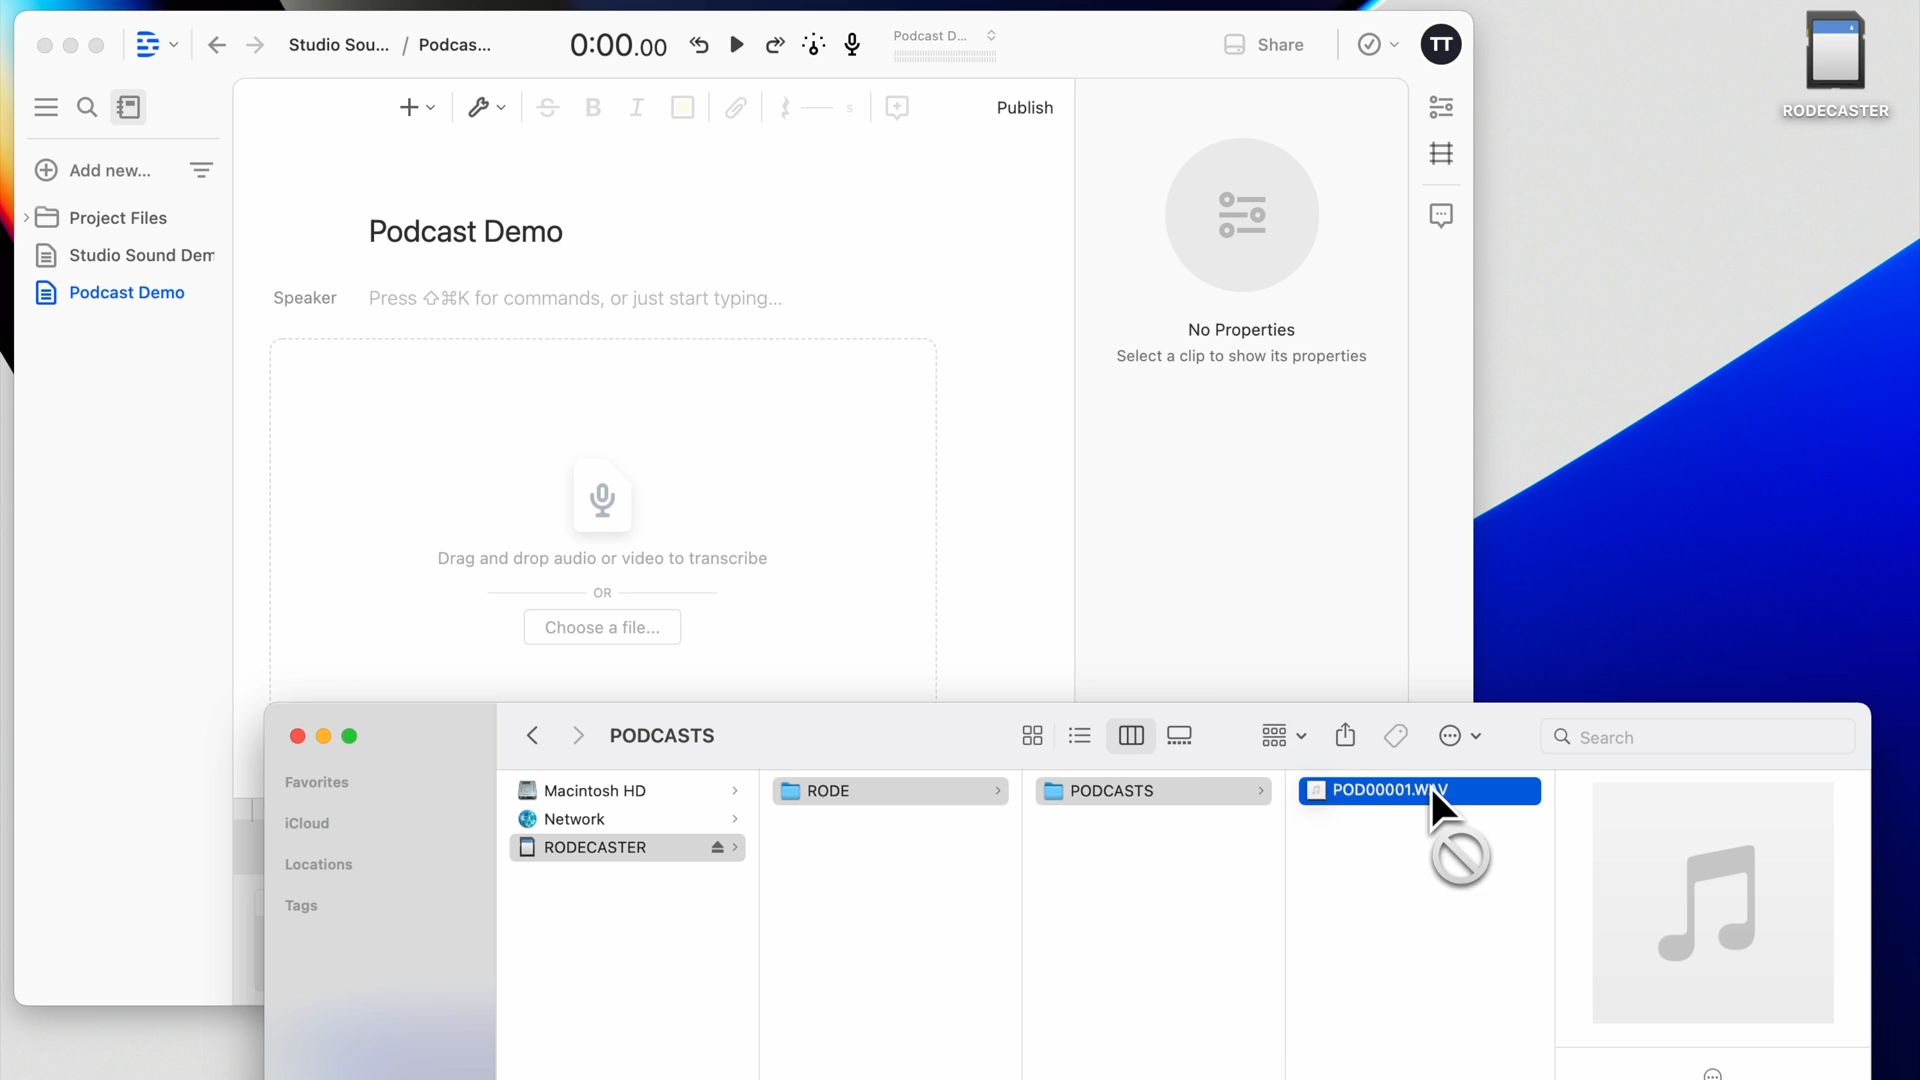 Studio Sou... / Podcas...
0:00.00
Podcast D...
Share
TT
RODECASTER
Publish
Add new...
Project Files
Studio Sound Dem
Podcast Demo
Podcast Demo
Speaker
Press ⇧⌘K for commands, or just start typing...
S
Drag and drop audio or video to transcribe
OR
Choose a file...
No Properties
Select a clip to show its properties
PODCASTS
Search
Favorites
iCloud
Locations
Tags
Macintosh HD
Network
RODECASTER
RODE
PODCASTS
POD00001.WAV